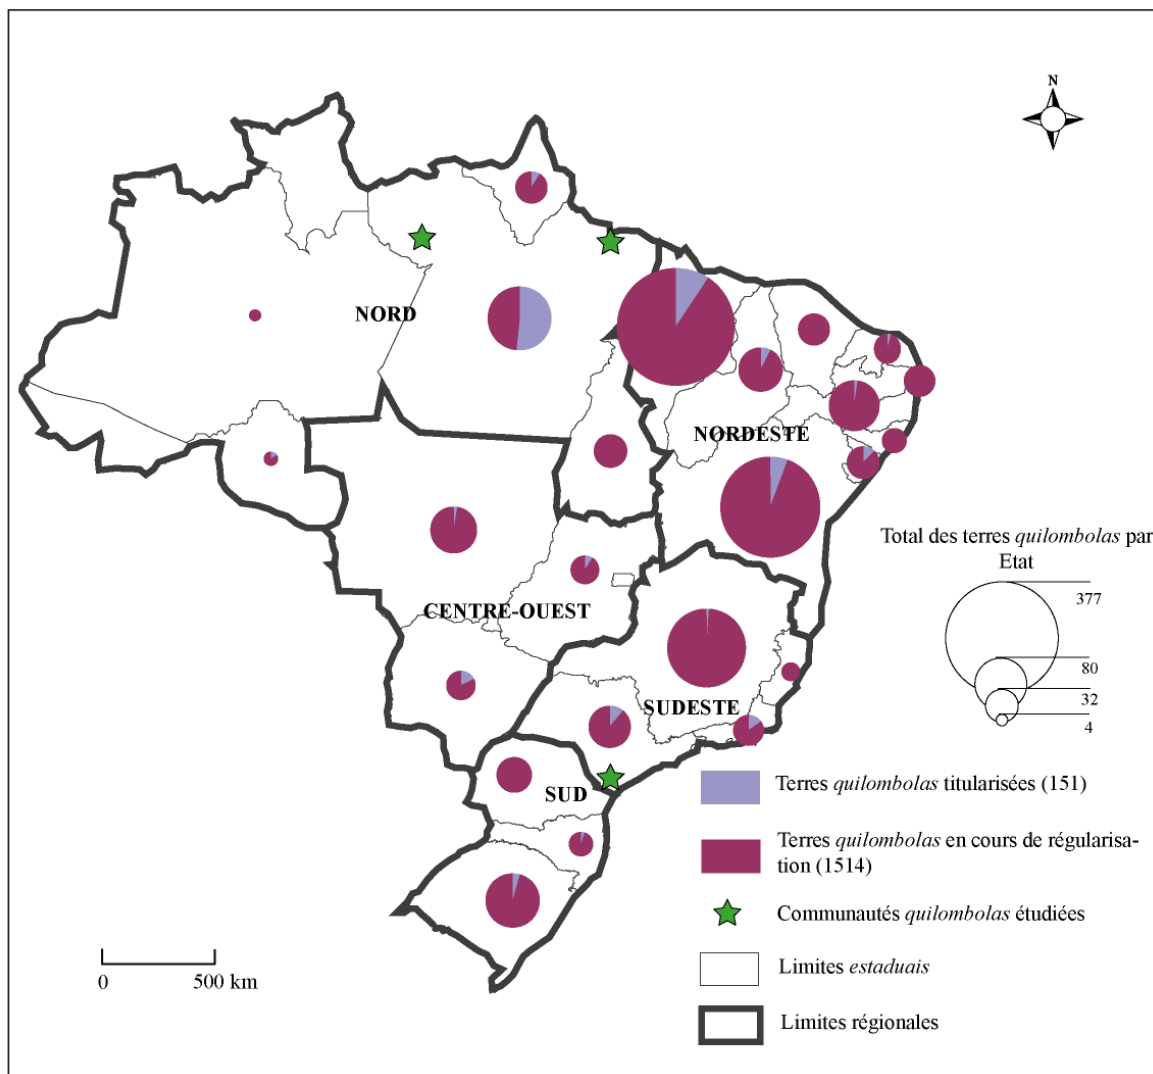 N
NORD
NORDESTE
CENTRE-OUEST
SUDESTE
SUD
Total des terres quilombolas par
Etat
377
80
32
4
Terres quilombolas titularisées (151)
Terres quilombolas en cours de régularisa-
tion (1514)
Communautés quilombolas étudiées
Limites estaduais
Limites régionales
0 500 km